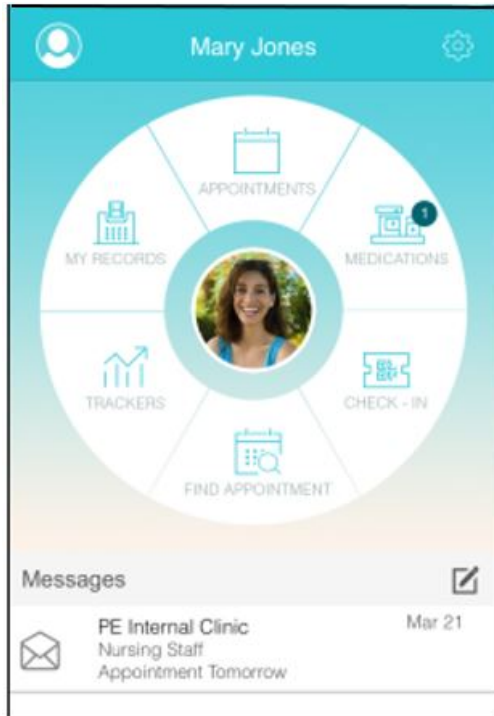 Mary Jones
APPOINTMENTS
1
MY RECORDS
MEDICATIONS
TRACKERS
CHECK - IN
FIND APPOINTMENT
Messages
PE Internal Clinic
Mar 21
Nursing Staff
Appointment Tomorrow